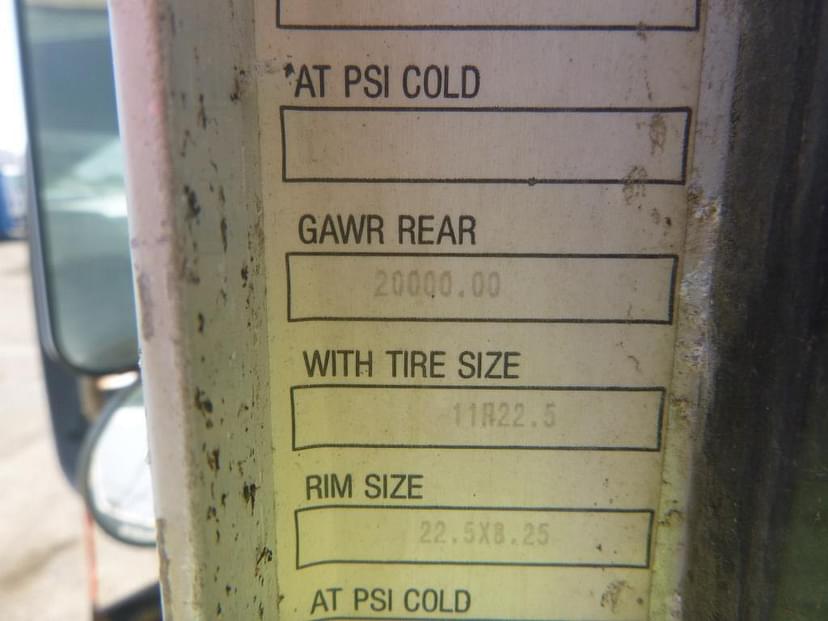 AT PSI COLD
GAWR REAR
20000.00
WITH TIRE SIZE
11R22.5
RIM SIZE
22.5X8.25
AT PSI COLD